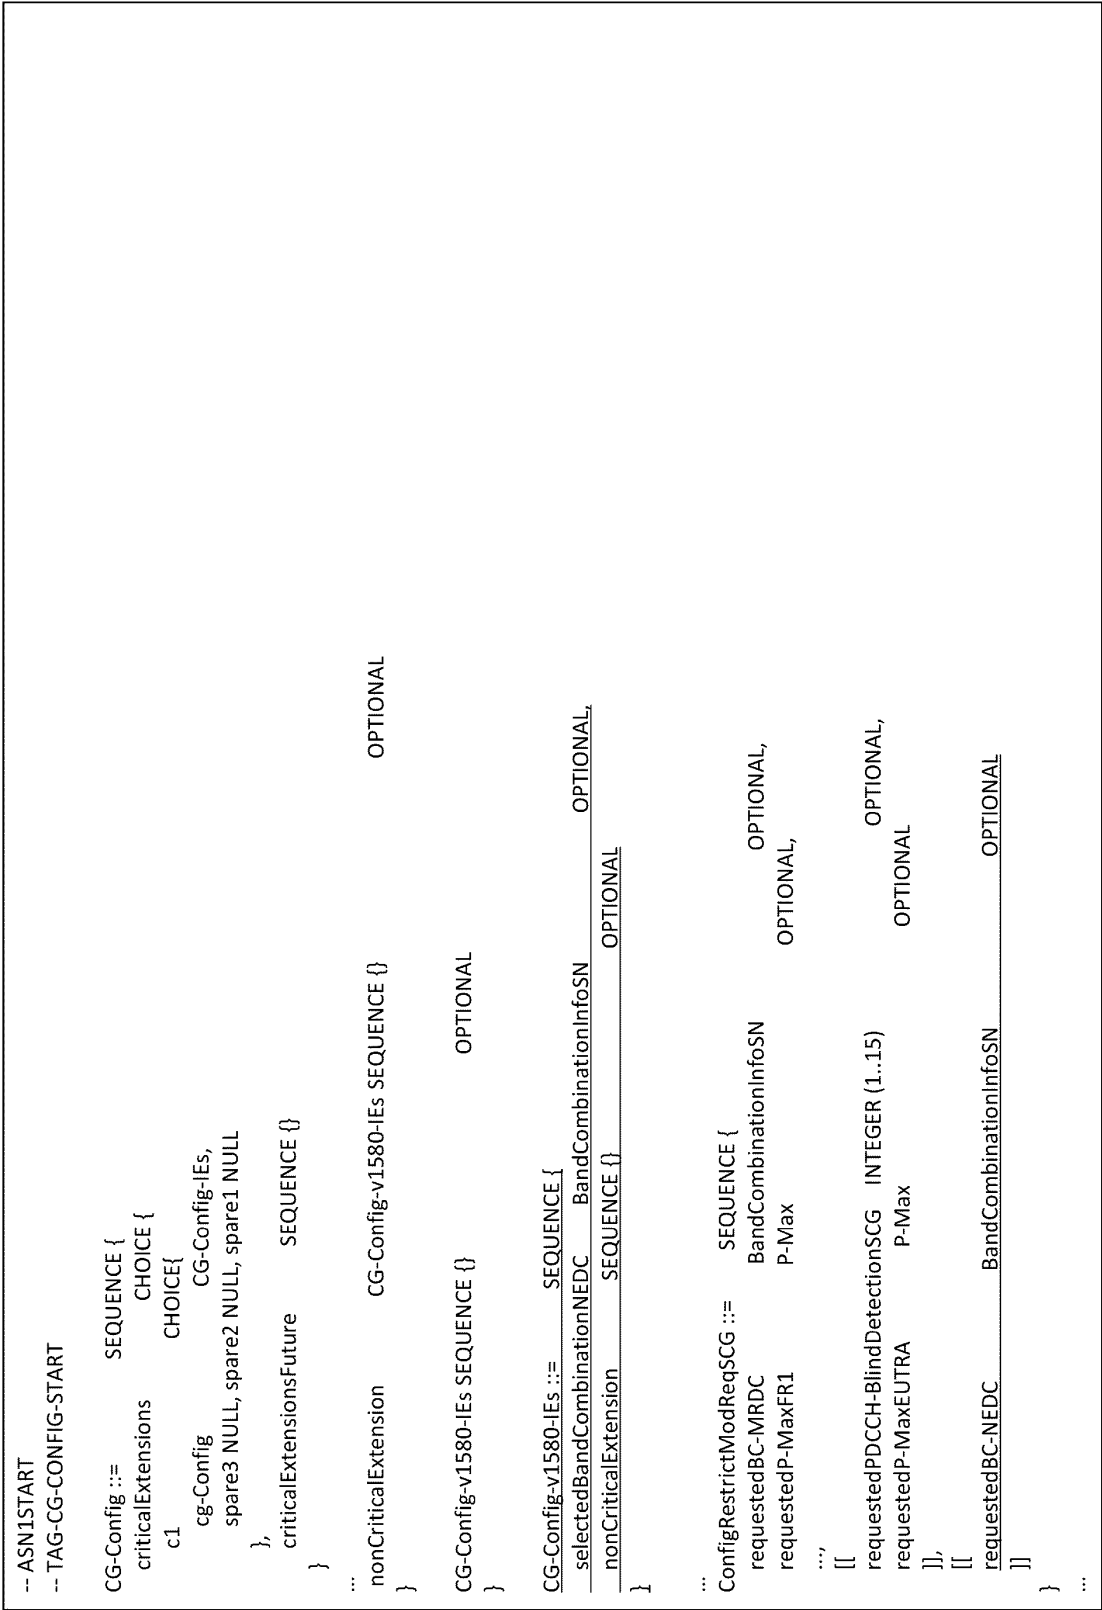 -- ASN1START
-- TAG-CG-CONFIG-START
CG-Config ::= SEQUENCE {
criticalExtensions CHOICE {
c1 CHOICE{
cg-Config CG-Config-IEs,
spare3 NULL, spare2 NULL, spare1 NULL
},
criticalExtensionsFuture SEQUENCE {}
}
...
nonCriticalExtension CG-Config-v1580-IEs SEQUENCE {} OPTIONAL
}
CG-Config-v1580-IEs SEQUENCE {} OPTIONAL
}
CG-Config-v1580-IEs ::= SEQUENCE {
selectedBandCombinationNEDC BandCombinationInfoSN OPTIONAL,
nonCriticalExtension SEQUENCE {} OPTIONAL
}
...
ConfigRestrictModReqSCG ::= SEQUENCE {
requestedBC-MRDC BandCombinationInfoSN OPTIONAL,
requestedP-MaxFR1 P-Max OPTIONAL,
...,
[[
requestedPDCCH-BlindDetectionSCG INTEGER (1..15) OPTIONAL,
requestedP-MaxEUTRA P-Max OPTIONAL
]],
[[
requestedBC-NEDC BandCombinationInfoSN OPTIONAL
]]
}
...